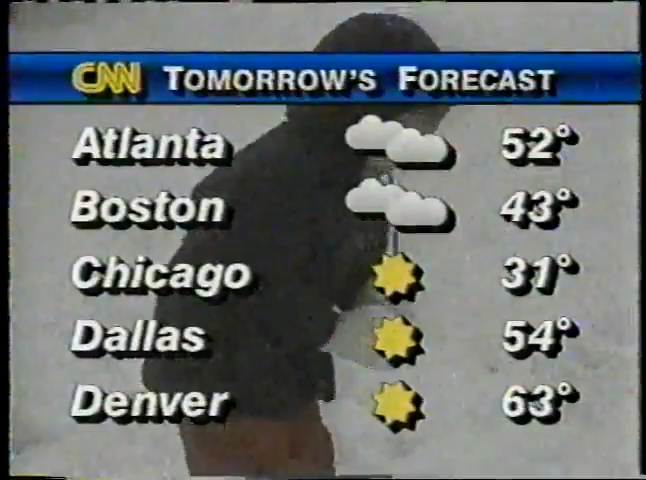 CNN TOMORROW'S FORECAST
Atlanta 52°
Boston 43°
Chicago 31°
Dallas 54°
Denver 63°